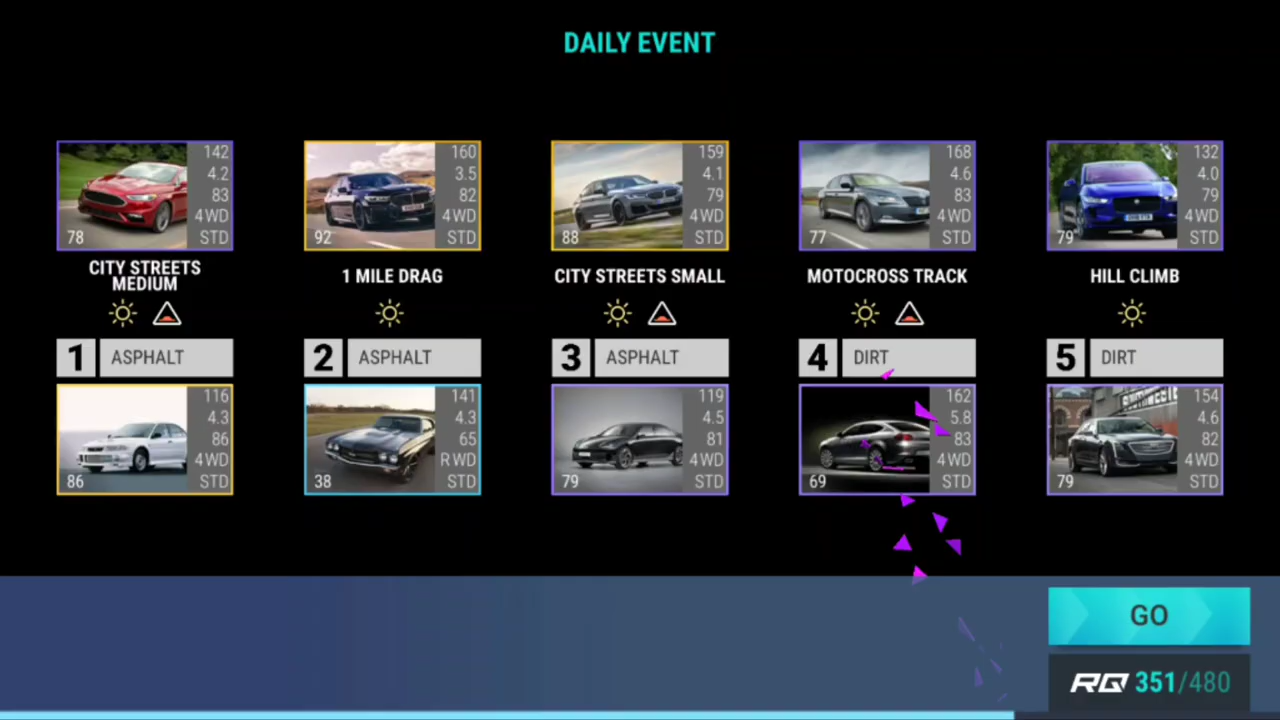 DAILY EVENT
142
4.2
83
4WD
STD
78
160
3.5
82
4WD
STD
92
159
4.1
79
4WD
STD
88
168
4.6
83
4WD
STD
77
132
4.0
79
4WD
STD
79
CITY STREETS
MEDIUM
1 MILE DRAG
CITY STREETS SMALL
MOTOCROSS TRACK
HILL CLIMB
1 ASPHALT
2 ASPHALT
3 ASPHALT
4 DIRT
5 DIRT
116
4.3
86
4WD
STD
86
141
4.3
65
RWD
STD
38
119
4.5
81
4WD
STD
79
162
5.8
83
4WD
STD
69
154
4.6
82
4WD
STD
79
GO
RQ 351/480